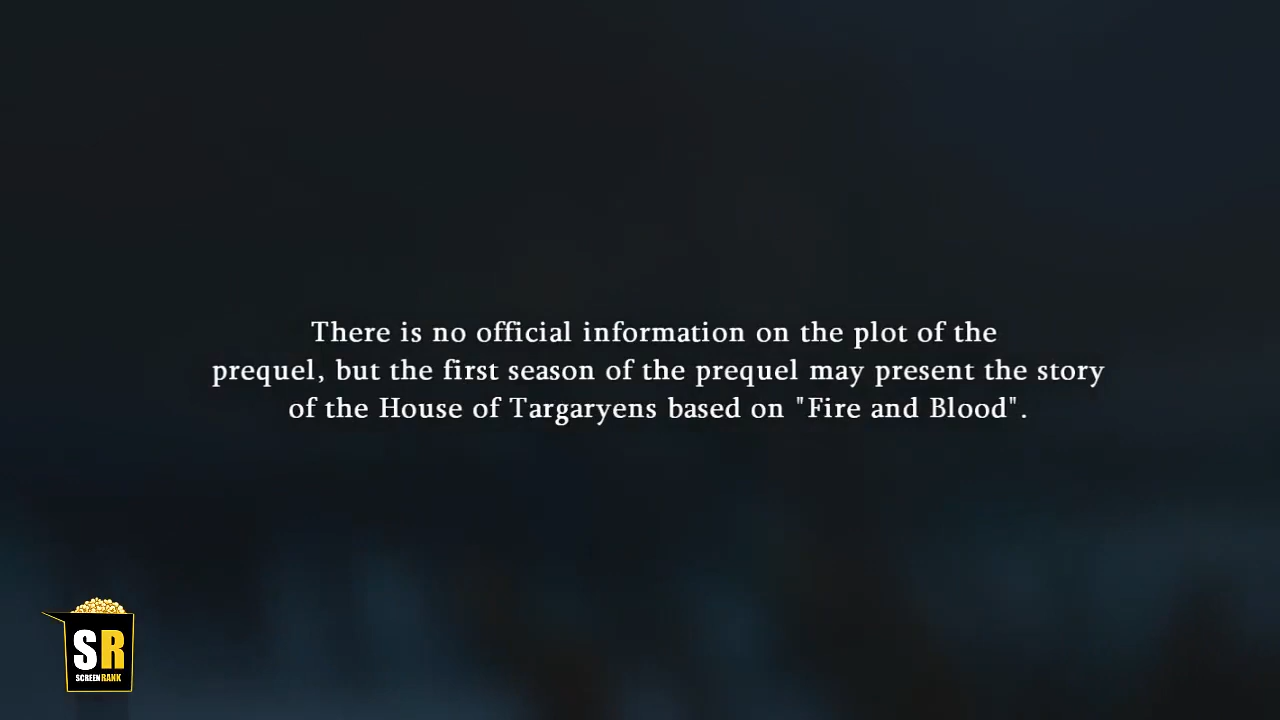 There is no official information on the plot of the
prequel, but the first season of the prequel may present the story
of the House of Targaryens based on "Fire and Blood".
SR
SCREENRANK